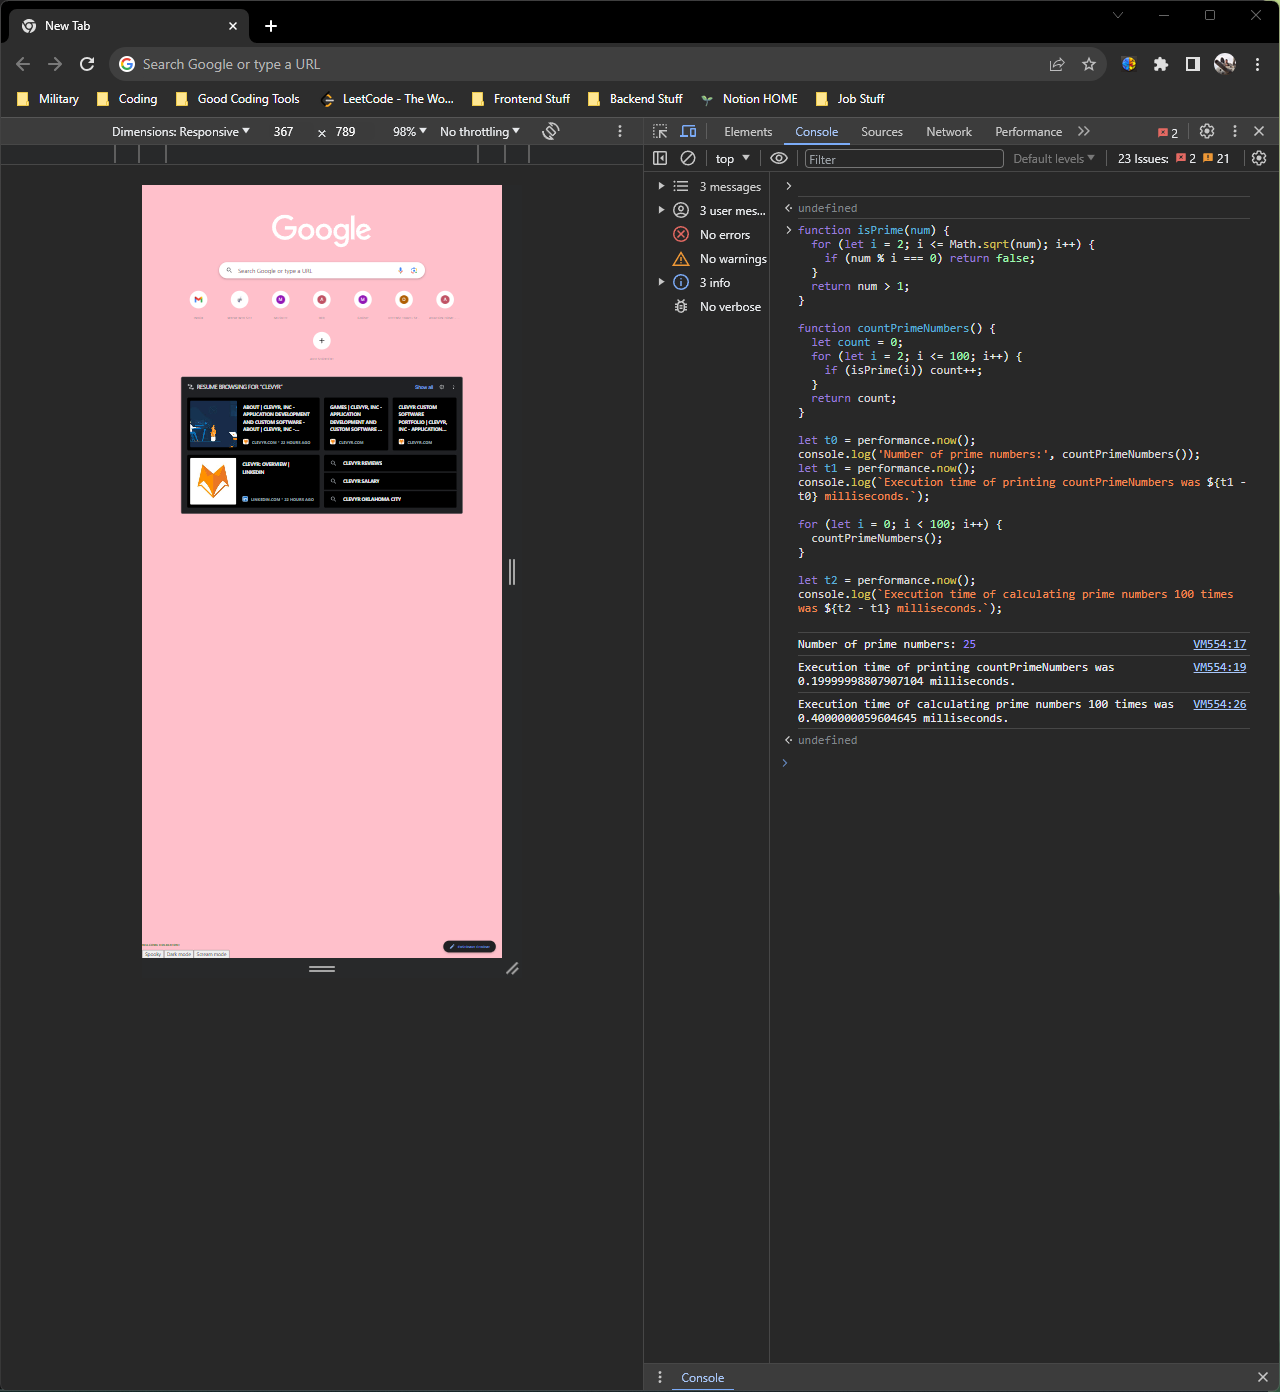 New Tab
Search Google or type a URL
Military
Coding
Good Coding Tools
LeetCode - The Wo...
Frontend Stuff
Backend Stuff
Notion HOME
Job Stuff
Dimensions: Responsive
367
×
789
98%
No throttling
Elements
Console
Sources
Network
Performance
2
top
Filter
Default levels
23 Issues:
2
21
3 messages
3 user mes...
No errors
No warnings
3 info
No verbose
Google
Search Google or type a URL
RESUME BROWSING FOR "CLEVYR"
Show all
ABOUT | CLEVYR, INC -
APPLICATION DEVELOPMENT
AND CUSTOM SOFTWARE -
ABOUT | CLEVYR, INC -...
CLEVYR.COM • 22 HOURS AGO
GAMES | CLEVYR, INC -
APPLICATION
DEVELOPMENT AND
CUSTOM SOFTWARE ...
CLEVYR.COM
CLEVYR CUSTOM
SOFTWARE
PORTFOLIO | CLEVYR,
INC - APPLICATION...
CLEVYR.COM
CLEVYR: OVERVIEW |
LINKEDIN
LINKEDIN.COM • 22 HOURS AGO
CLEVYR REVIEWS
CLEVYR SALARY
CLEVYR OKLAHOMA CITY
Spooky
Dark mode
Scream mode
undefined
function isPrime(num) {
  for (let i = 2; i <= Math.sqrt(num); i++) {
    if (num % i === 0) return false;
  }
  return num > 1;
}
function countPrimeNumbers() {
  let count = 0;
  for (let i = 2; i <= 100; i++) {
    if (isPrime(i)) count++;
  }
  return count;
}
let t0 = performance.now();
console.log('Number of prime numbers:', countPrimeNumbers());
let t1 = performance.now();
console.log(`Execution time of printing countPrimeNumbers was ${t1 -
t0} milliseconds.`);
for (let i = 0; i < 100; i++) {
  countPrimeNumbers();
}
let t2 = performance.now();
console.log(`Execution time of calculating prime numbers 100 times
was ${t2 - t1} milliseconds.`);
Number of prime numbers: 25
VM554:17
Execution time of printing countPrimeNumbers was
0.19999998807907104 milliseconds.
VM554:19
Execution time of calculating prime numbers 100 times was
0.4000000059604645 milliseconds.
VM554:26
undefined
Console